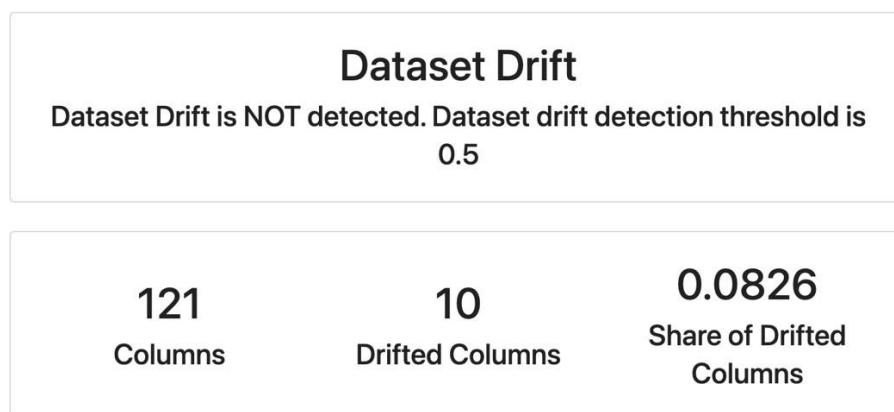 Dataset Drift
Dataset Drift is NOT detected. Dataset drift detection threshold is
0.5
121
Columns
10
Drifted Columns
0.0826
Share of Drifted
Columns